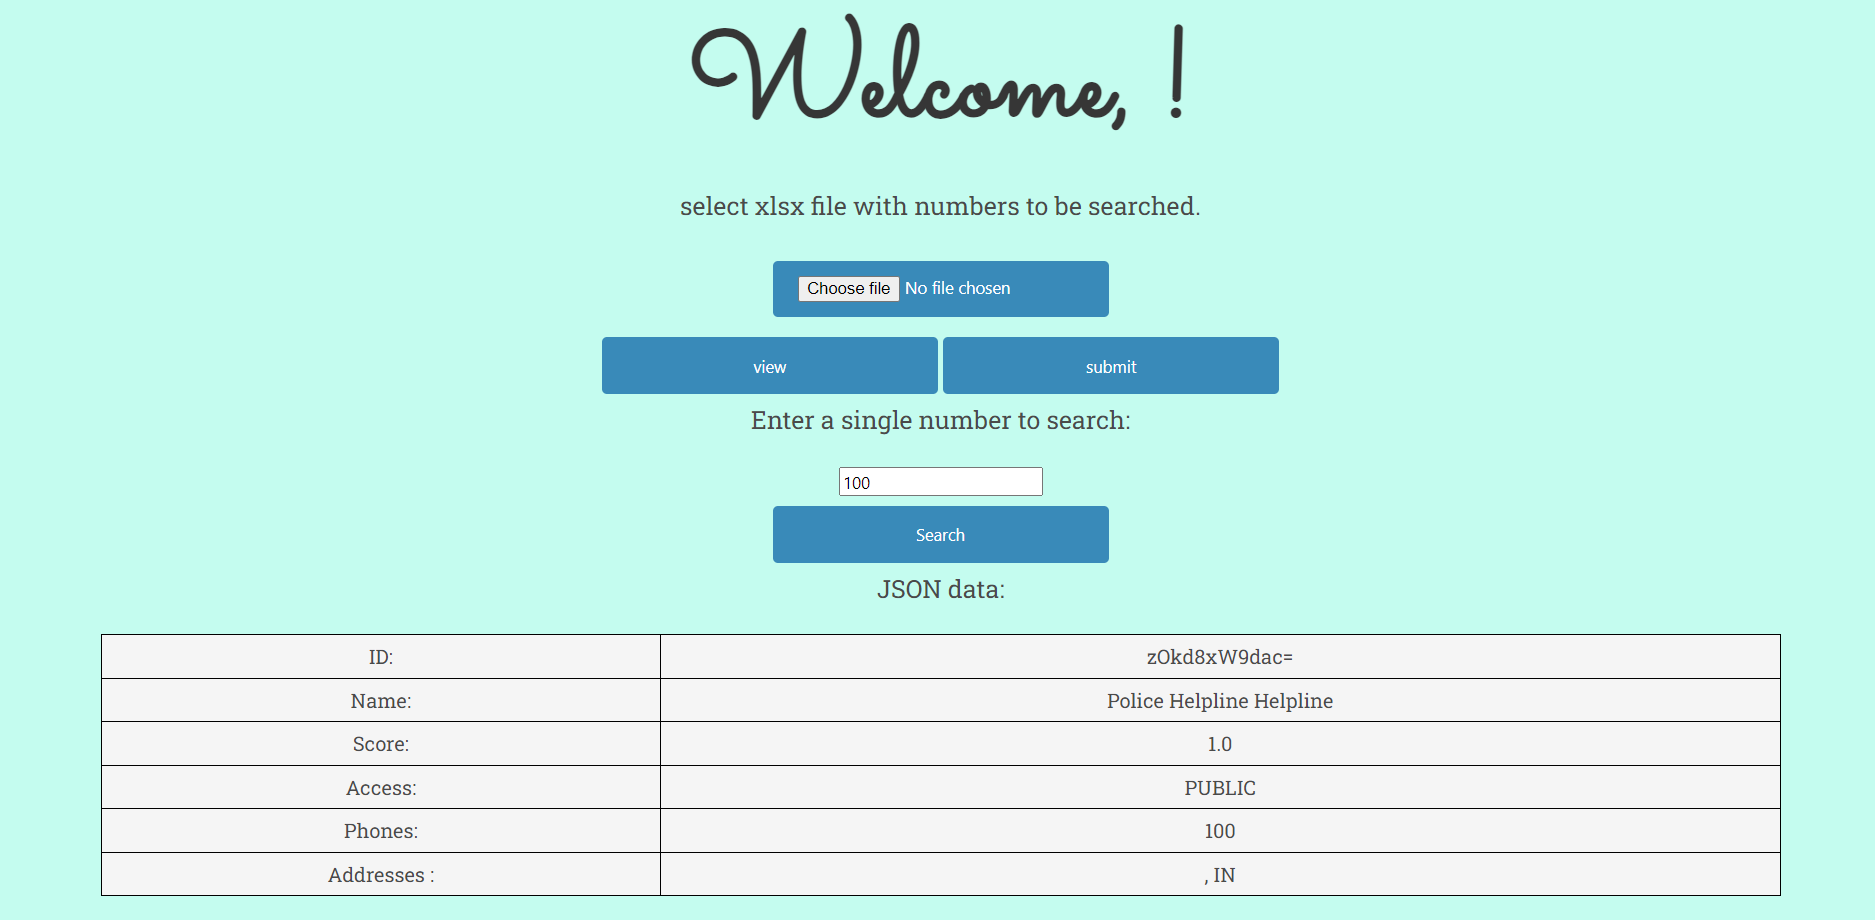 Welcome, !
select xlsx file with numbers to be searched.
Choose file No file chosen
view submit
Enter a single number to search:
100
Search
JSON data:
ID: zOkd8xW9dac=
Name: Police Helpline Helpline
Score: 1.0
Access: PUBLIC
Phones: 100
Addresses : , IN